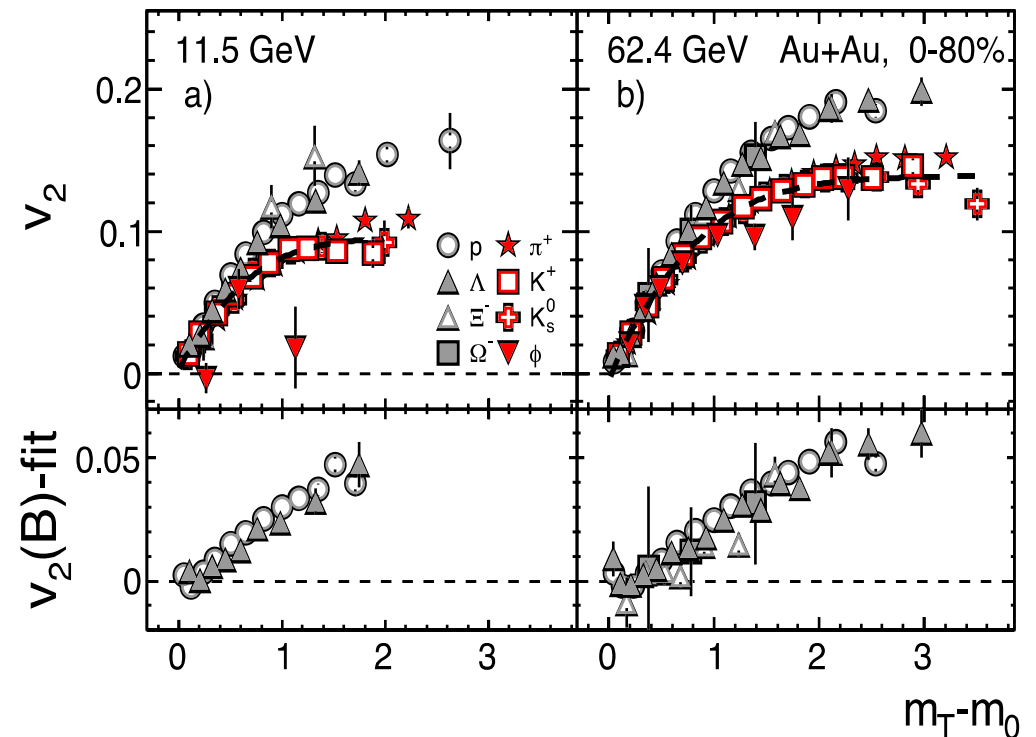 11.5 GeV
a)
62.4 GeV Au+Au, 0-80%
b)
v₂
0.2
0.1
0
p π⁺
Λ K⁺
Ξ⁻ K⁰ₛ
Ω⁻ ϕ
v₂(B)-fit
0.05
0
0 1 2 3
0 1 2 3
m_T-m₀